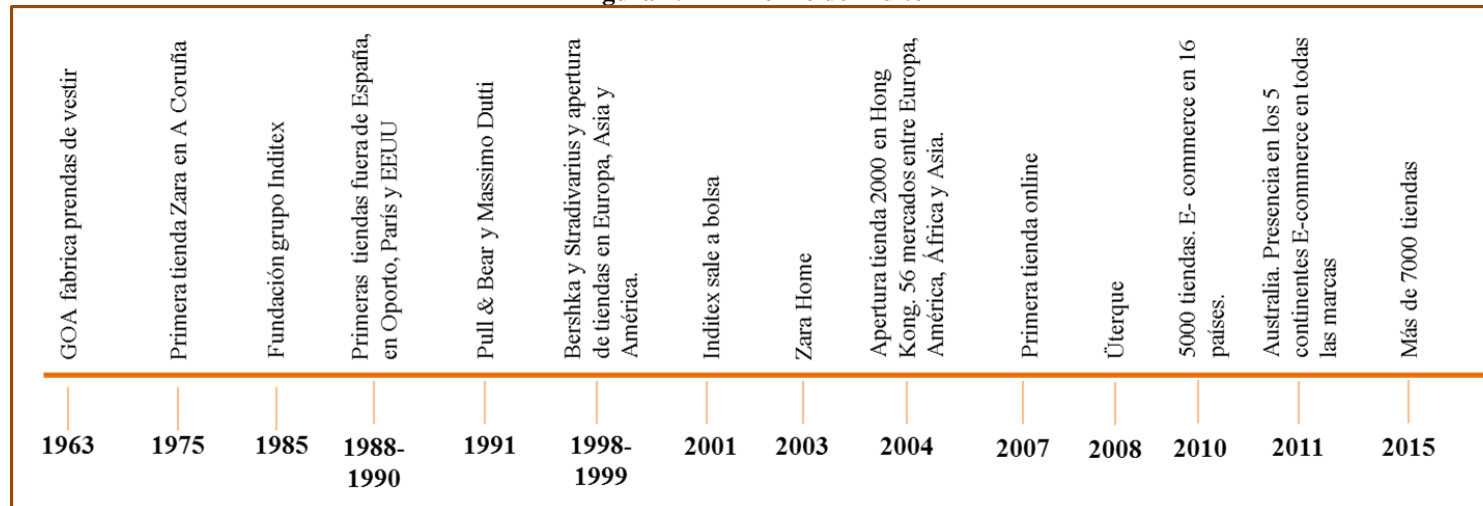 GOA fabrica prendas de vestir
Primera tienda Zara en A Coruña
Fundación grupo Inditex
Primeras tiendas fuera de España,
en Oporto, París y EEUU
Pull & Bear y Massimo Dutti
Bershka y Stradivarius y apertura
de tiendas en Europa, Asia y
América.
Inditex sale a bolsa
Zara Home
Apertura tienda 2000 en Hong
Kong. 56 mercados entre Europa,
América, África y Asia.
Primera tienda online
Üterque
5000 tiendas. E- commerce en 16
países.
Australia. Presencia en los 5
continentes E-commerce en todas
las marcas
Más de 7000 tiendas
1963
1975
1985
1988-
1990
1991
1998-
1999
2001
2003
2004
2007
2008
2010
2011
2015